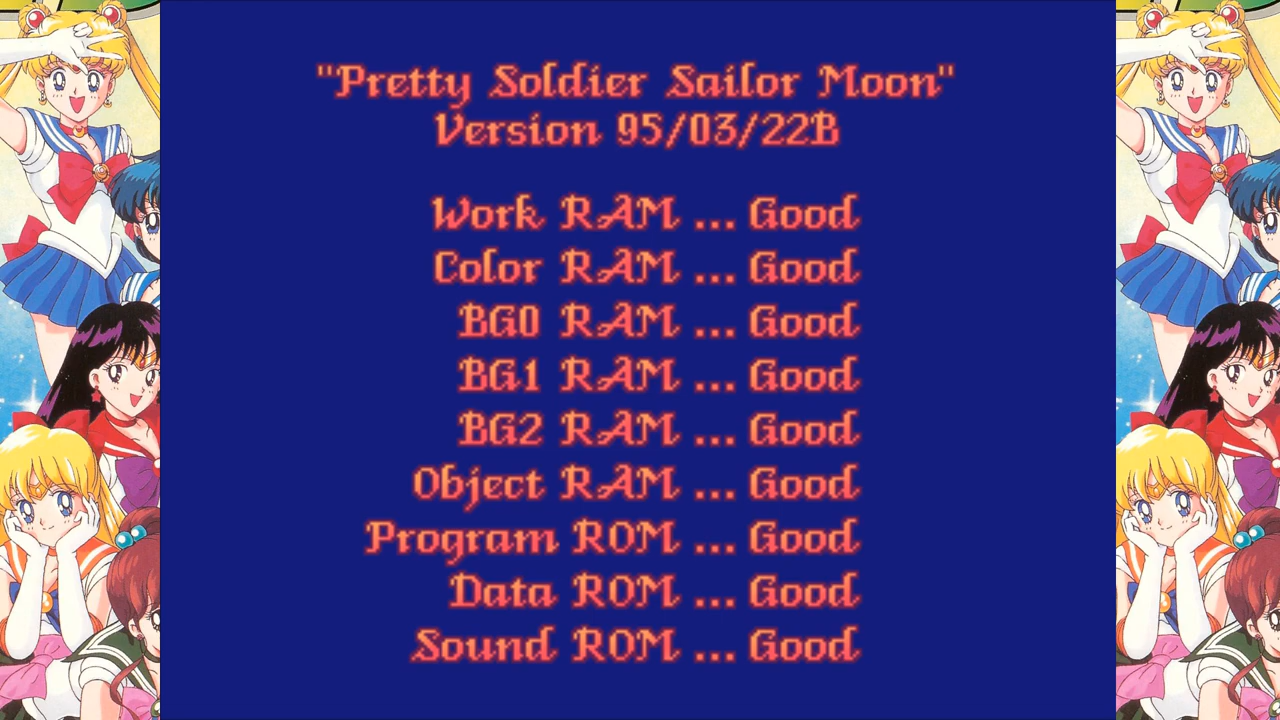 "Pretty Soldier Sailor Moon"
Version 95/03/22B
Work RAM ... Good
Color RAM ... Good
BG0 RAM ... Good
BG1 RAM ... Good
BG2 RAM ... Good
Object RAM ... Good
Program ROM ... Good
Data ROM ... Good
Sound ROM ... Good